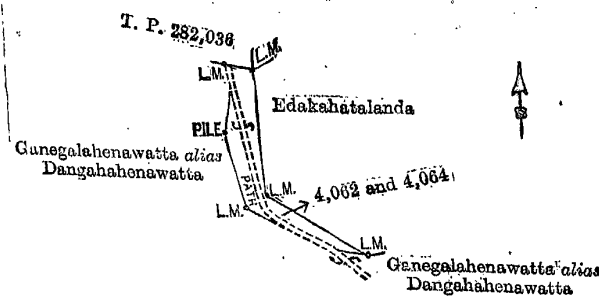 T. P. 282,036
L.M.
L.M.
Edakahatalanda
PILE
Ganegalahenawatta alias
Dangahahenawatta
PATH
L.M.
4,062 and 4,064
L.M.
L.M.
Ganegalahenawatta alias
Dangahahenawatta